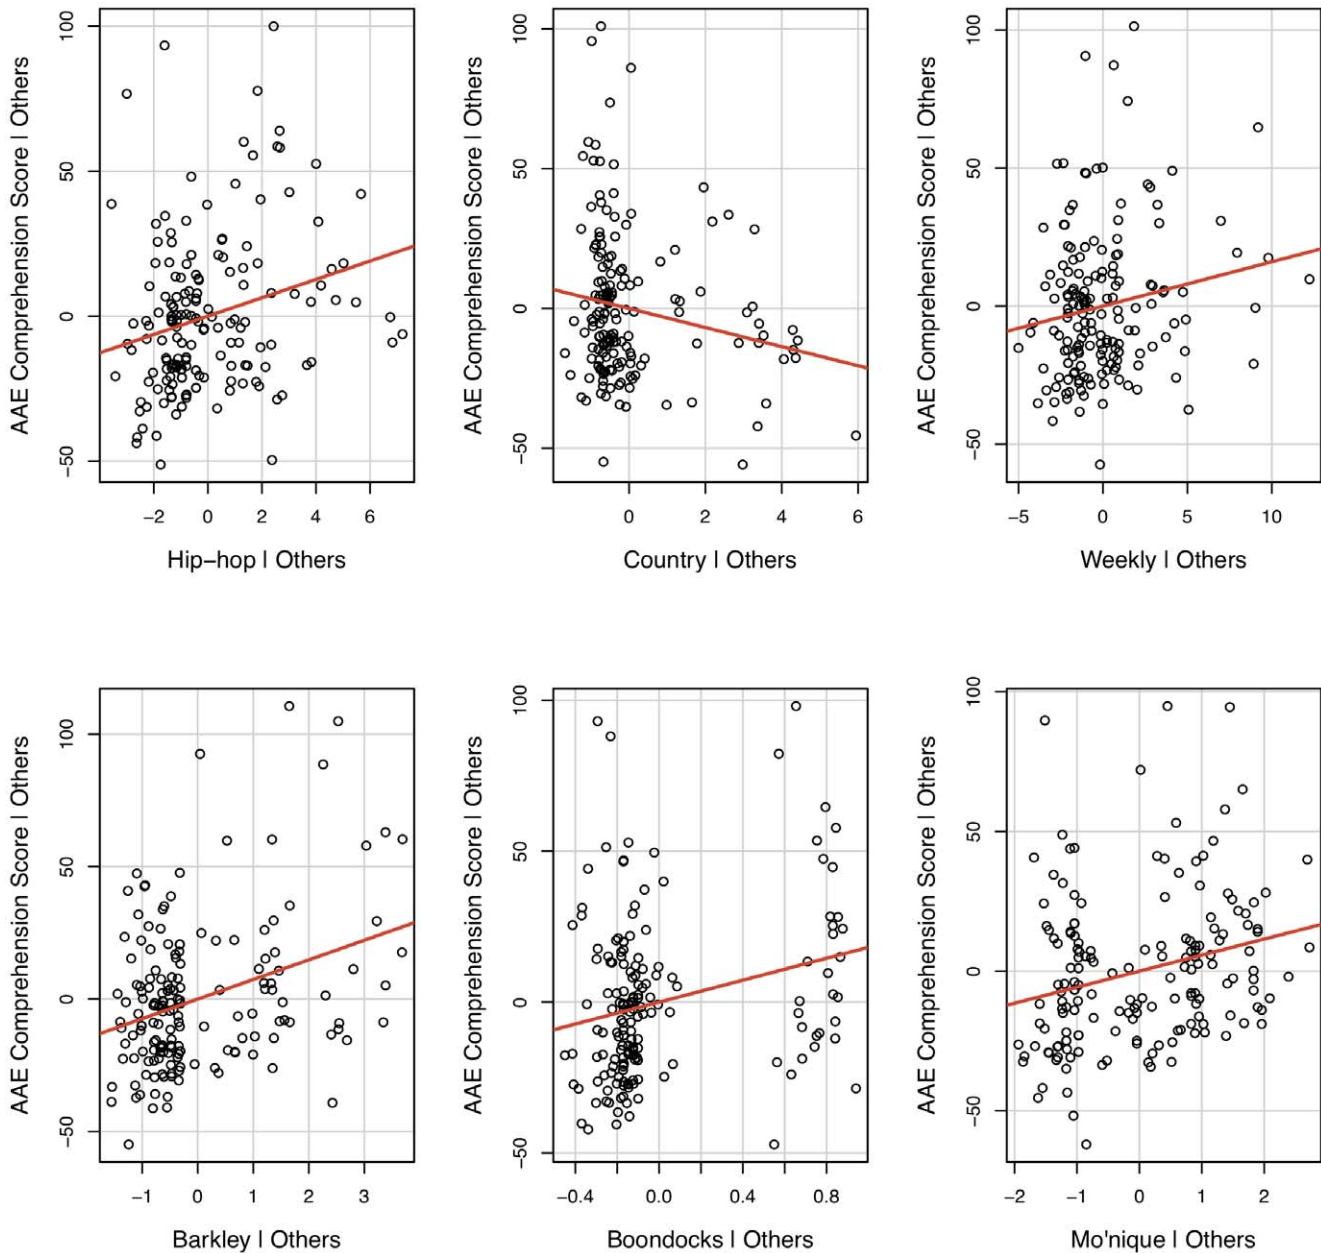 AAE Comprehension Score | Others
100
50
0
−50
−2 0 2 4 6
Hip−hop | Others
AAE Comprehension Score | Others
100
50
0
−50
0 2 4 6
Country | Others
AAE Comprehension Score | Others
100
50
0
−50
−5 0 5 10
Weekly | Others
AAE Comprehension Score | Others
100
50
0
−50
−1 0 1 2 3
Barkley | Others
AAE Comprehension Score | Others
100
50
0
−50
−0.4 0.0 0.4 0.8
Boondocks | Others
AAE Comprehension Score | Others
100
50
0
−50
−2 −1 0 1 2
Mo'nique | Others